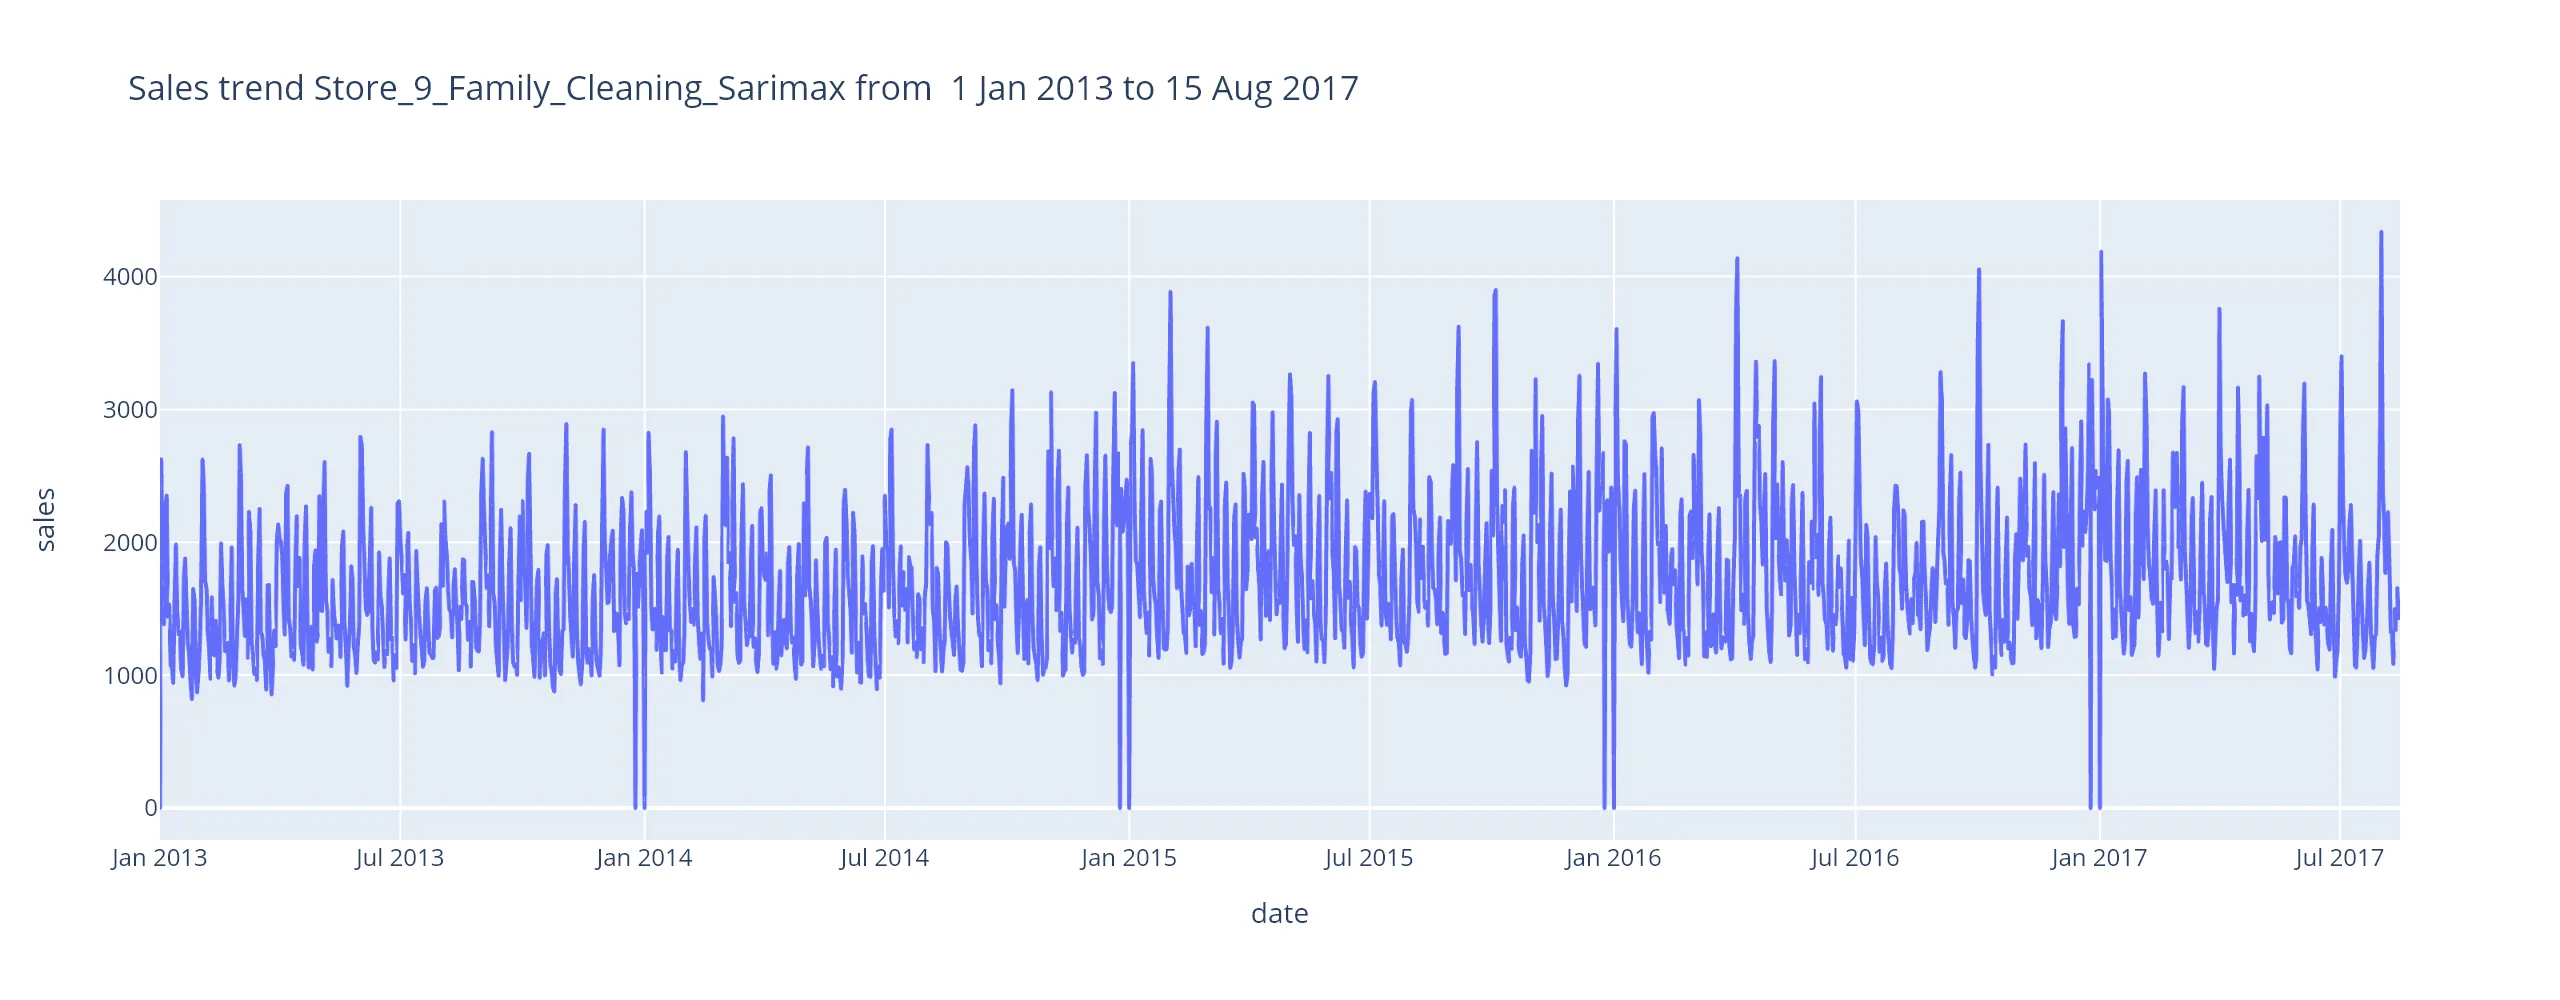 Sales trend Store_9_Family_Cleaning_Sarimax from  1 Jan 2013 to 15 Aug 2017
4000
3000
2000
1000
0
sales
Jan 2013 Jul 2013 Jan 2014 Jul 2014 Jan 2015 Jul 2015 Jan 2016 Jul 2016 Jan 2017 Jul 2017
date